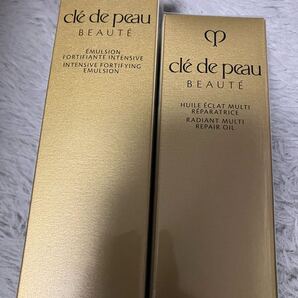 clé de peau
BEAUTÉ
ÉMULSION
FORTIFIANTE INTENSIVE
INTENSIVE FORTIFYING
EMULSION
clé de peau
BEAUTÉ
HUILE ÉCLAT MULTI
RÉPARATRICE
RADIANT MULTI
REPAIR OIL